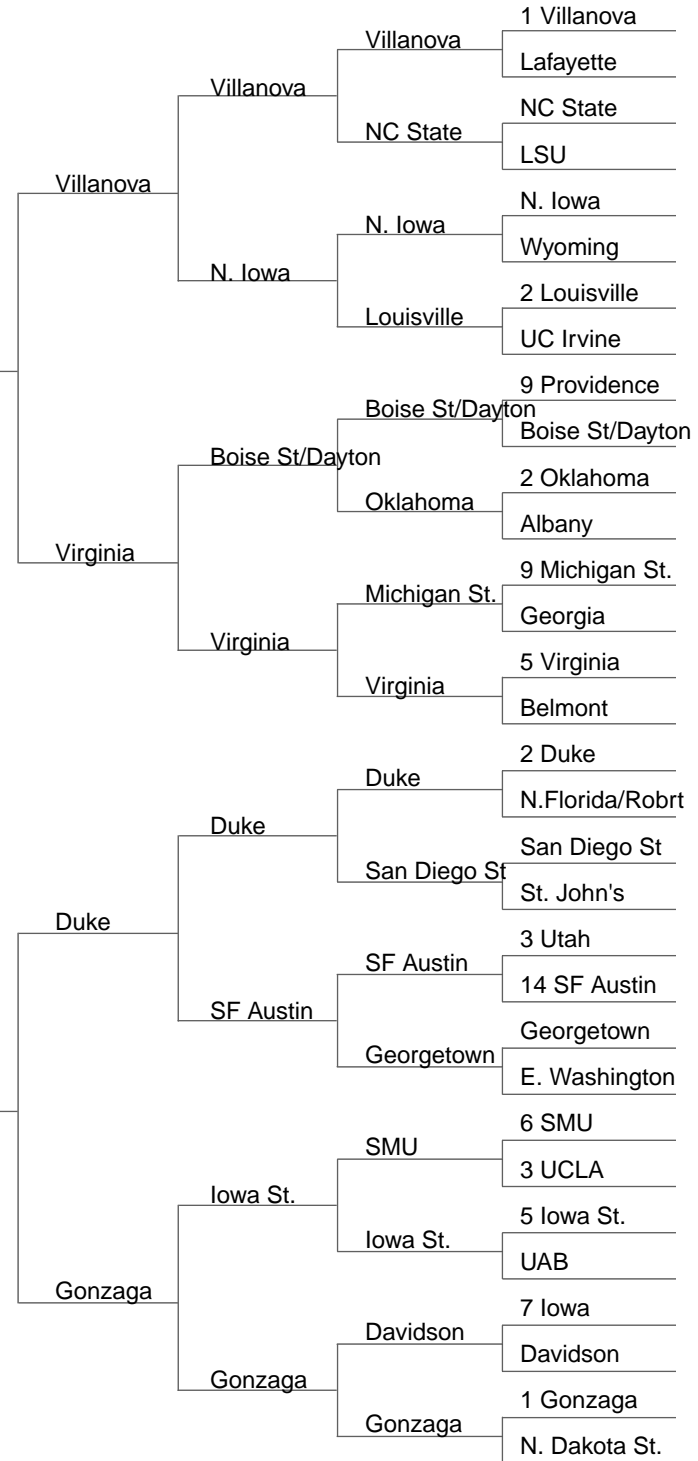 1 Villanova
Villanova
Lafayette
Villanova
NC State
NC State
LSU
Villanova
N. Iowa
N. Iowa
Wyoming
N. Iowa
2 Louisville
Louisville
UC Irvine
9 Providence
Boise St/Dayton
Boise St/Dayton
Boise St/Dayton
2 Oklahoma
Oklahoma
Albany
Virginia
9 Michigan St.
Michigan St.
Georgia
Virginia
5 Virginia
Virginia
Belmont
2 Duke
Duke
N.Florida/Robrt
Duke
San Diego St
San Diego St
St. John's
Duke
3 Utah
SF Austin
14 SF Austin
SF Austin
Georgetown
Georgetown
E. Washington
6 SMU
SMU
3 UCLA
Iowa St.
5 Iowa St.
Iowa St.
UAB
Gonzaga
7 Iowa
Davidson
Davidson
Gonzaga
1 Gonzaga
Gonzaga
N. Dakota St.